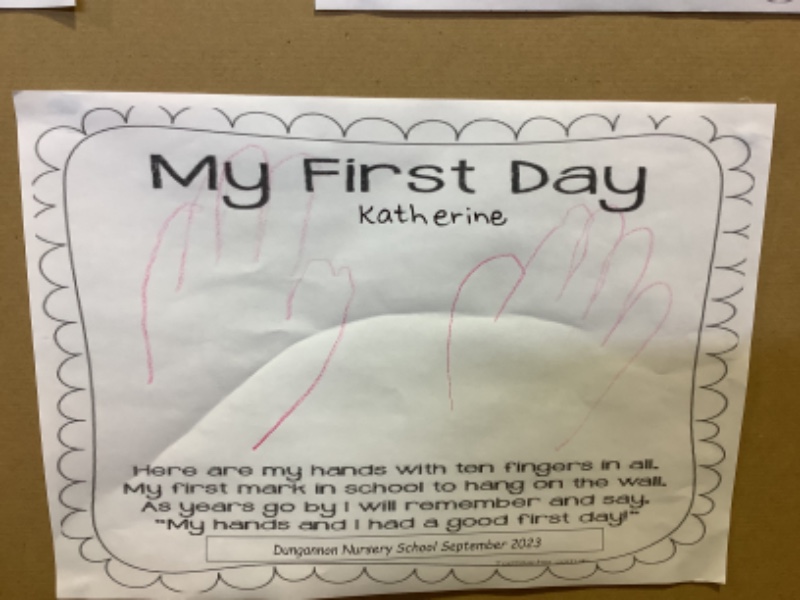 My First Day
Katherine
Here are my hands with ten fingers in all.
My first mark in school to hang on the wall.
As years go by I will remember and say,
"My hands and I had a good first day!"
Dungannon Nursery School September 2023